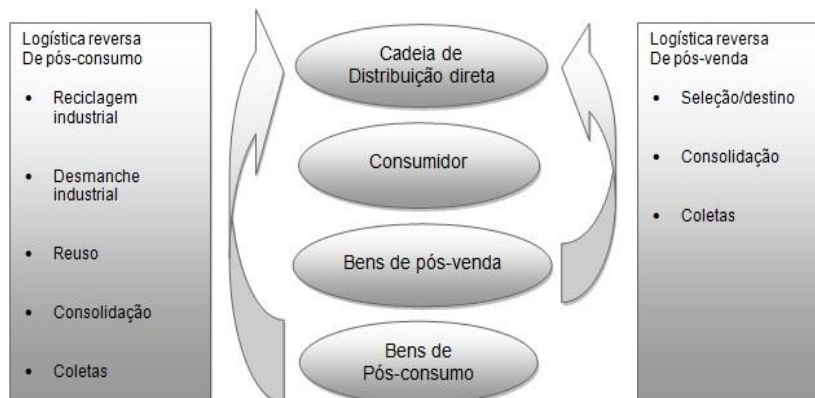 Logística reversa
De pós-consumo
• Reciclagem
industrial
• Desmanche
industrial
• Reuso
• Consolidação
• Coletas
Cadeia de
Distribuição direta
Consumidor
Bens de pós-venda
Bens de
Pós-consumo
Logística reversa
De pós-venda
• Seleção/destino
• Consolidação
• Coletas